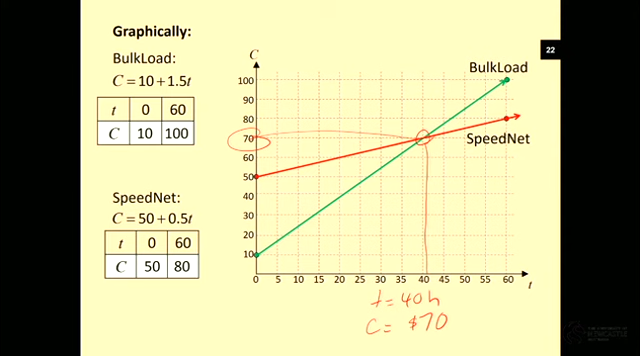 Graphically:
22
BulkLoad:
C = 10 + 1.5t
t 0 60
C 10 100
SpeedNet:
C = 50 + 0.5t
t 0 60
C 50 80
C
100
90
80
70
60
50
40
30
20
10
0 5 10 15 20 25 30 35 40 45 50 55 60 t
BulkLoad
SpeedNet
t = 40 h
C = $70